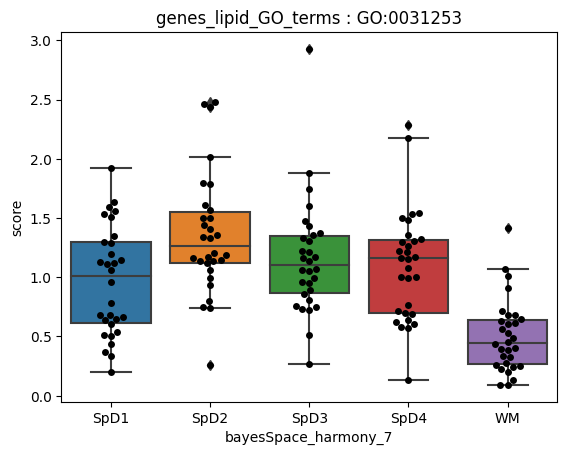 genes_lipid_GO_terms : GO:0031253
3.0
2.5
2.0
1.5
1.0
0.5
0.0
score
SpD1 SpD2 SpD3 SpD4 WM
bayesSpace_harmony_7